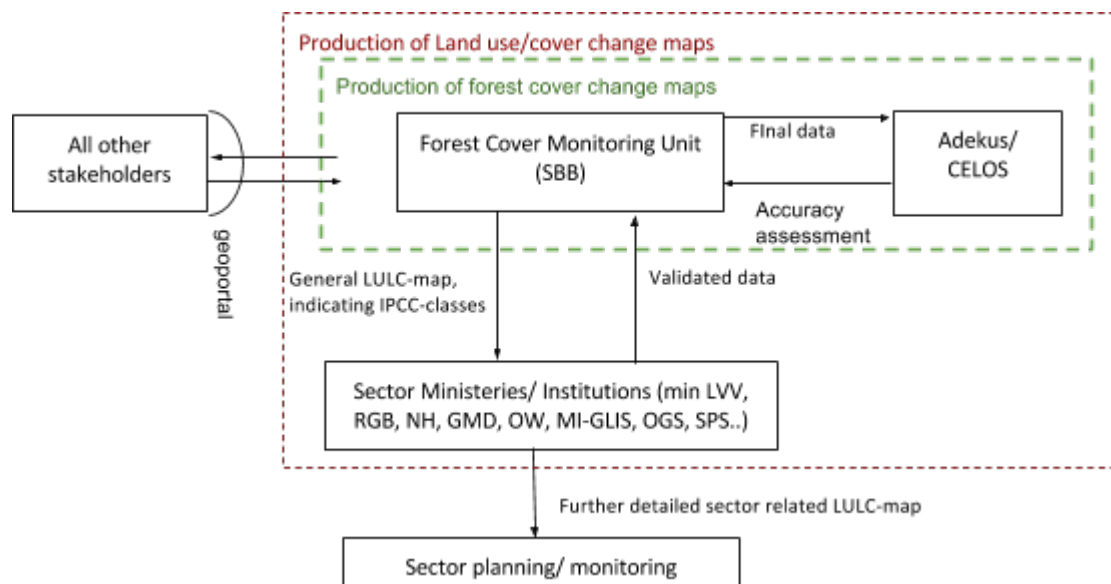 Production of Land use/cover change maps
Production of forest cover change maps
All other
stakeholders
geoportal
Forest Cover Monitoring Unit
(SBB)
FInal data
Adekus/
CELOS
Accuracy
assessment
General LULC-map,
indicating IPCC-classes
Validated data
Sector Ministeries/ Institutions (min LVV,
RGB, NH, GMD, OW, MI-GLIS, OGS, SPS..)
Further detailed sector related LULC-map
Sector planning/ monitoring